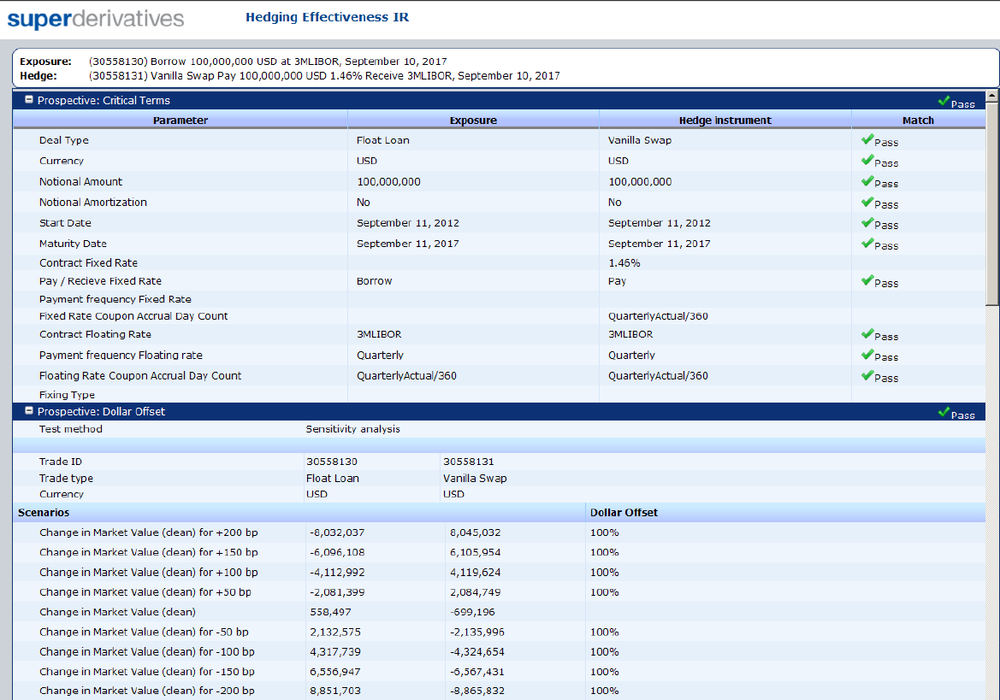 superderivatives Hedging Effectiveness IR
Exposure: (30558130) Borrow 100,000,000 USD at 3MLIBOR, September 10, 2017
Hedge: (30558131) Vanilla Swap Pay 100,000,000 USD 1.46% Receive 3MLIBOR, September 10, 2017
Prospective: Critical Terms Pass
Parameter Exposure Hedge instrument Match
Deal Type Float Loan Vanilla Swap Pass
Currency USD USD Pass
Notional Amount 100,000,000 100,000,000 Pass
Notional Amortization No No Pass
Start Date September 11, 2012 September 11, 2012 Pass
Maturity Date September 11, 2017 September 11, 2017 Pass
Contract Fixed Rate 1.46%
Pay / Recieve Fixed Rate Borrow Pay Pass
Payment frequency Fixed Rate
Fixed Rate Coupon Accrual Day Count QuarterlyActual/360
Contract Floating Rate 3MLIBOR 3MLIBOR Pass
Payment frequency Floating rate Quarterly Quarterly Pass
Floating Rate Coupon Accrual Day Count QuarterlyActual/360 QuarterlyActual/360 Pass
Fixing Type
Prospective: Dollar Offset Pass
Test method Sensitivity analysis
Trade ID 30558130 30558131
Trade type Float Loan Vanilla Swap
Currency USD USD
Scenarios Dollar Offset
Change in Market Value (clean) for +200 bp -8,032,037 8,045,032 100%
Change in Market Value (clean) for +150 bp -6,096,108 6,105,954 100%
Change in Market Value (clean) for +100 bp -4,112,992 4,119,624 100%
Change in Market Value (clean) for +50 bp -2,081,399 2,084,749 100%
Change in Market Value (clean) 558,497 -699,196
Change in Market Value (clean) for -50 bp 2,132,575 -2,135,996 100%
Change in Market Value (clean) for -100 bp 4,317,739 -4,324,654 100%
Change in Market Value (clean) for -150 bp 6,556,947 -6,567,431 100%
Change in Market Value (clean) for -200 bp 8,851,703 -8,865,832 100%